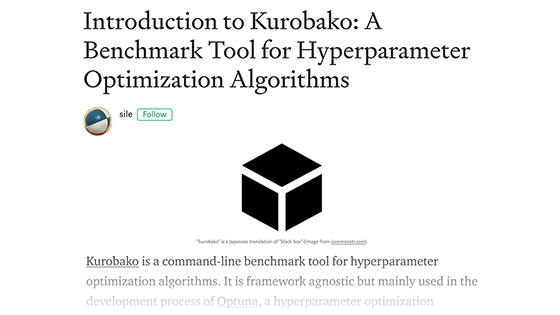 Introduction to Kurobako: A
Benchmark Tool for Hyperparameter
Optimization Algorithms
sile Follow
"kurobako" is a Japanese translation of "black box" (image from iconmonstr.com)
Kurobako is a command-line benchmark tool for hyperparameter
optimization algorithms. It is framework agnostic but mainly used in the
development process of Optuna, a hyperparameter optimization